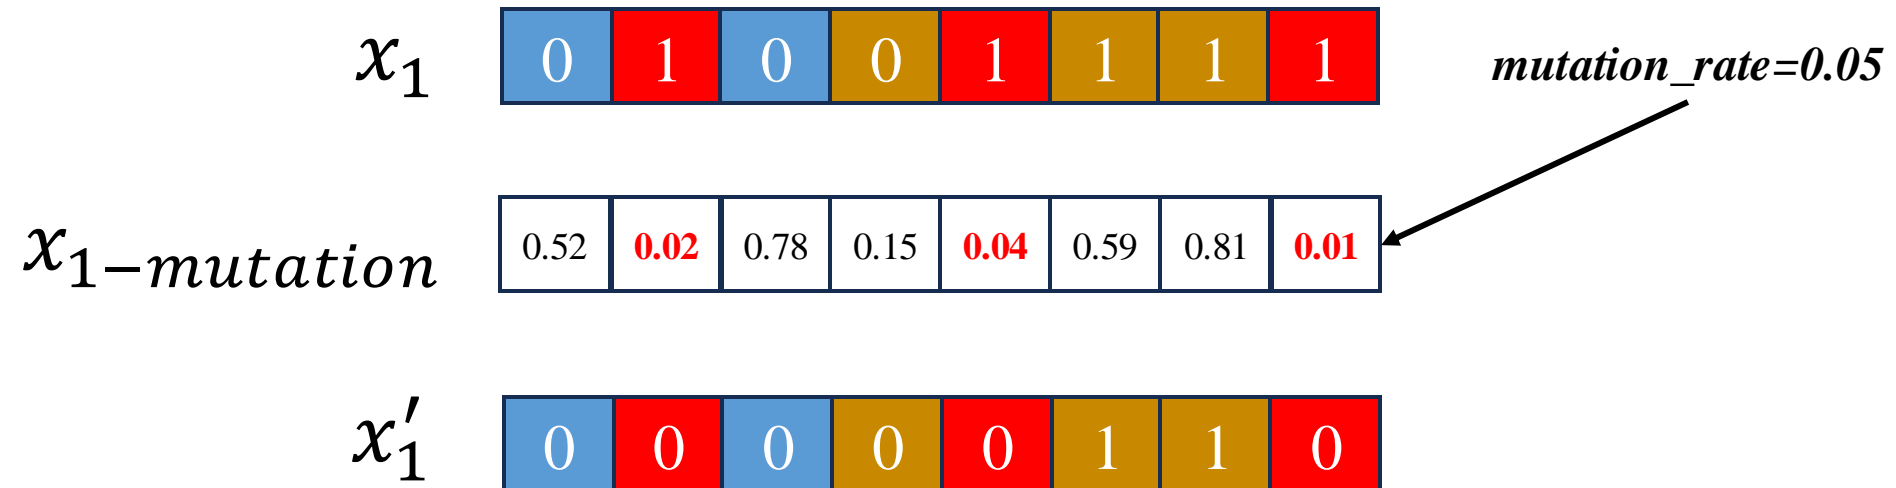 x₁ 0 1 0 0 1 1 1 1 mutation_rate=0.05
x₁₋mutation 0.52 0.02 0.78 0.15 0.04 0.59 0.81 0.01
x₁′ 0 0 0 0 0 1 1 0